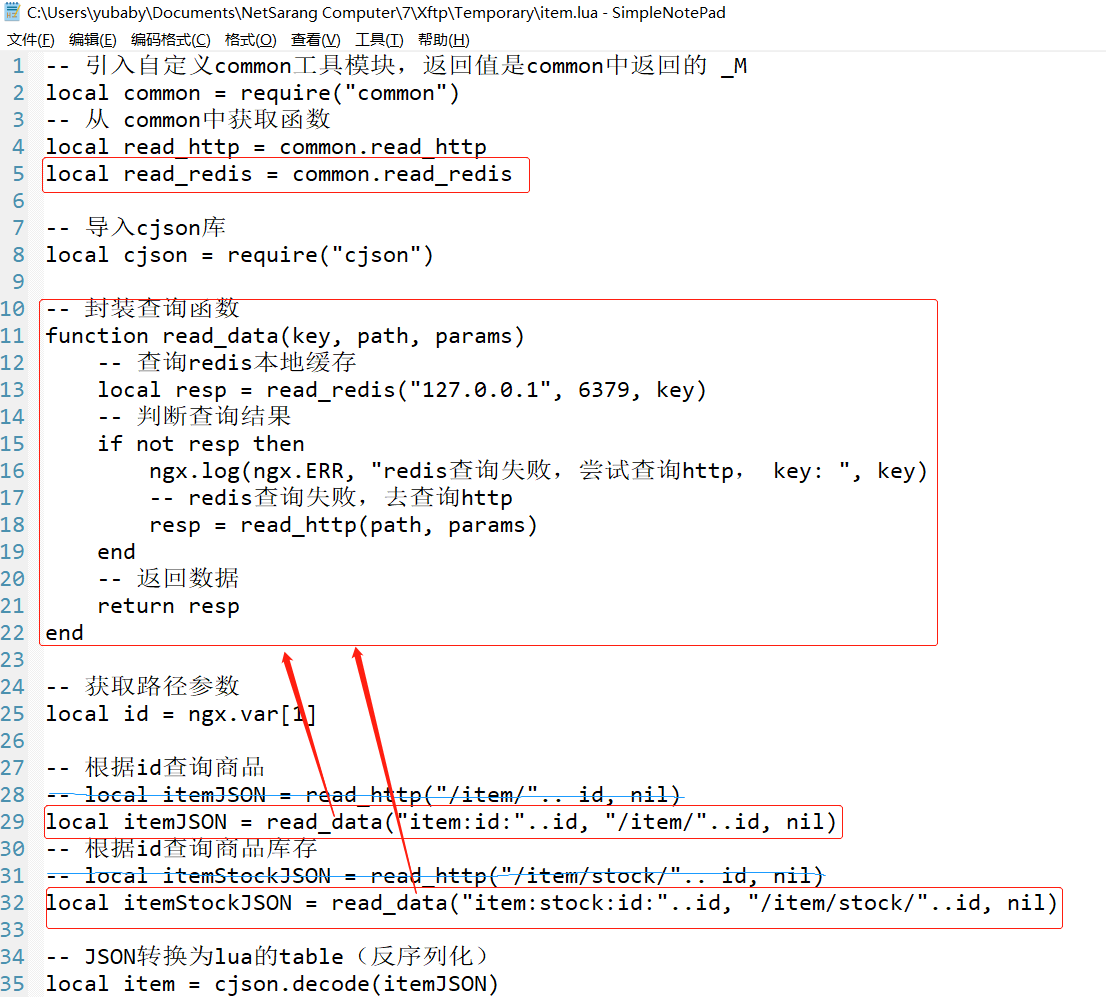 C:\Users\yubaby\Documents\NetSarang Computer\7\Xftp\Temporary\item.lua - SimpleNotePad
文件(F) 编辑(E) 编码格式(C) 格式(O) 查看(V) 工具(T) 帮助(H)
1 -- 引入自定义common工具模块，返回值是common中返回的 _M
2 local common = require("common")
3 -- 从 common中获取函数
4 local read_http = common.read_http
5 local read_redis = common.read_redis
6
7 -- 导入cjson库
8 local cjson = require("cjson")
9
10 -- 封装查询函数
11 function read_data(key, path, params)
12     -- 查询redis本地缓存
13     local resp = read_redis("127.0.0.1", 6379, key)
14     -- 判断查询结果
15     if not resp then
16         ngx.log(ngx.ERR, "redis查询失败，尝试查询http， key: ", key)
17         -- redis查询失败，去查询http
18         resp = read_http(path, params)
19     end
20     -- 返回数据
21     return resp
22 end
23
24 -- 获取路径参数
25 local id = ngx.var[1]
26
27 -- 根据id查询商品
28 -- local itemJSON = read_http("/item/".. id, nil)
29 local itemJSON = read_data("item:id:"..id, "/item/"..id, nil)
30 -- 根据id查询商品库存
31 -- local itemStockJSON = read_http("/item/stock/".. id, nil)
32 local itemStockJSON = read_data("item:stock:id:"..id, "/item/stock/"..id, nil)
33
34 -- JSON转换为lua的table（反序列化）
35 local item = cjson.decode(itemJSON)